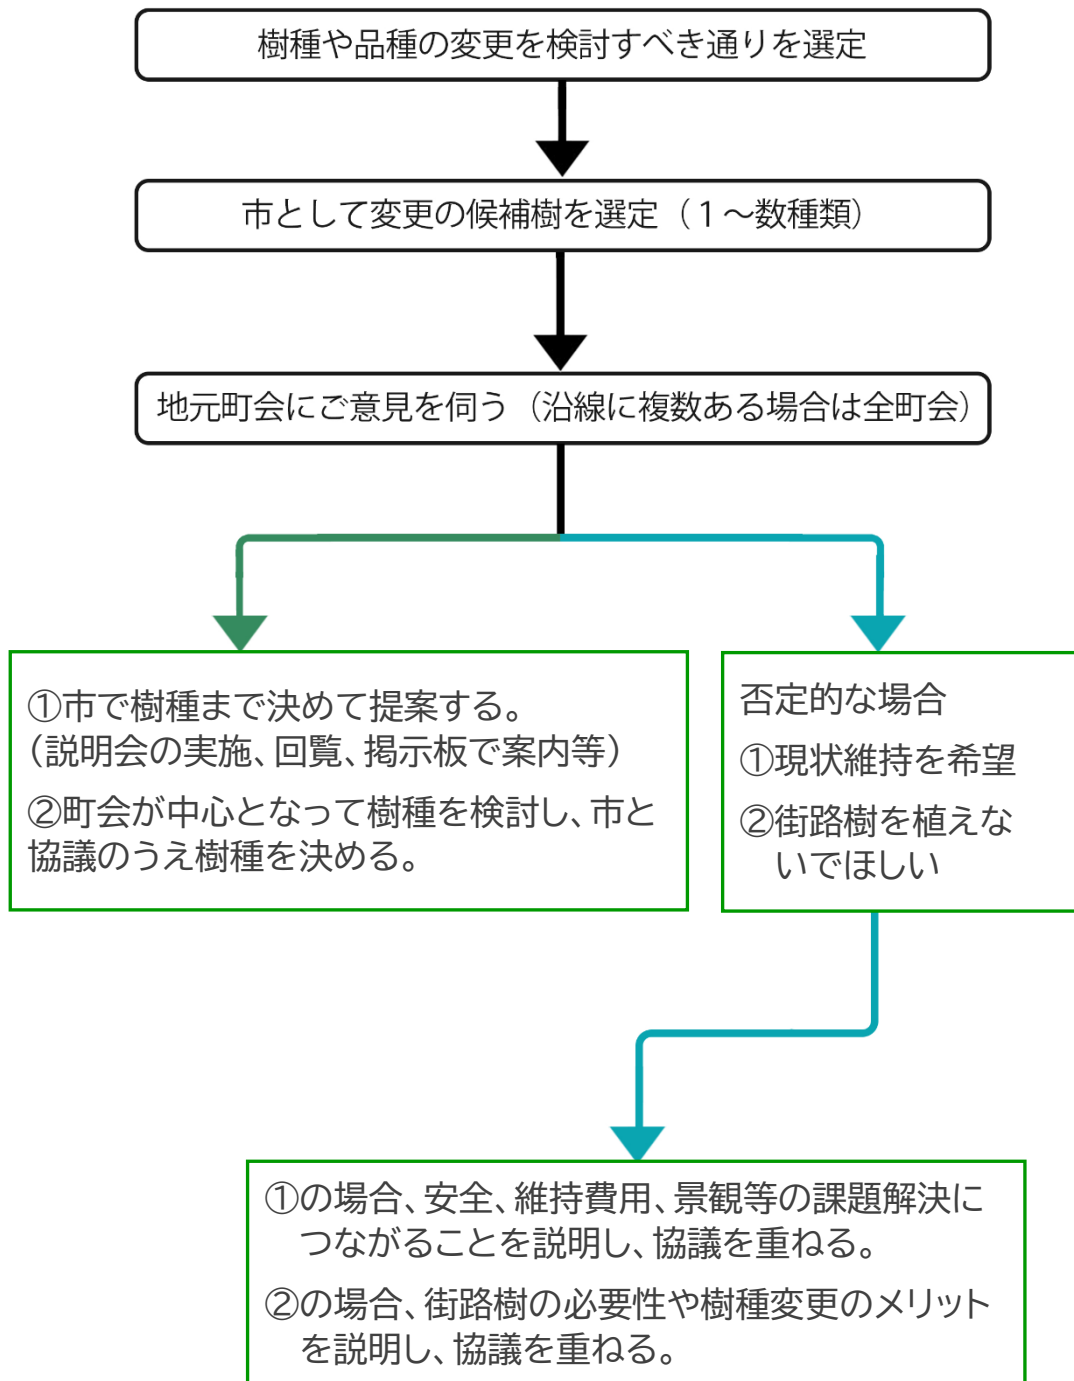 樹種や品種の変更を検討すべき通りを選定
市として変更の候補樹を選定（１～数種類）
地元町会にご意見を伺う（沿線に複数ある場合は全町会）
①市で樹種まで決めて提案する。
（説明会の実施、回覧、掲示板で案内等）
②町会が中心となって樹種を検討し、市と
協議のうえ樹種を決める。
否定的な場合
①現状維持を希望
②街路樹を植えな
いでほしい
①の場合、安全、維持費用、景観等の課題解決に
つながることを説明し、協議を重ねる。
②の場合、街路樹の必要性や樹種変更のメリット
を説明し、協議を重ねる。